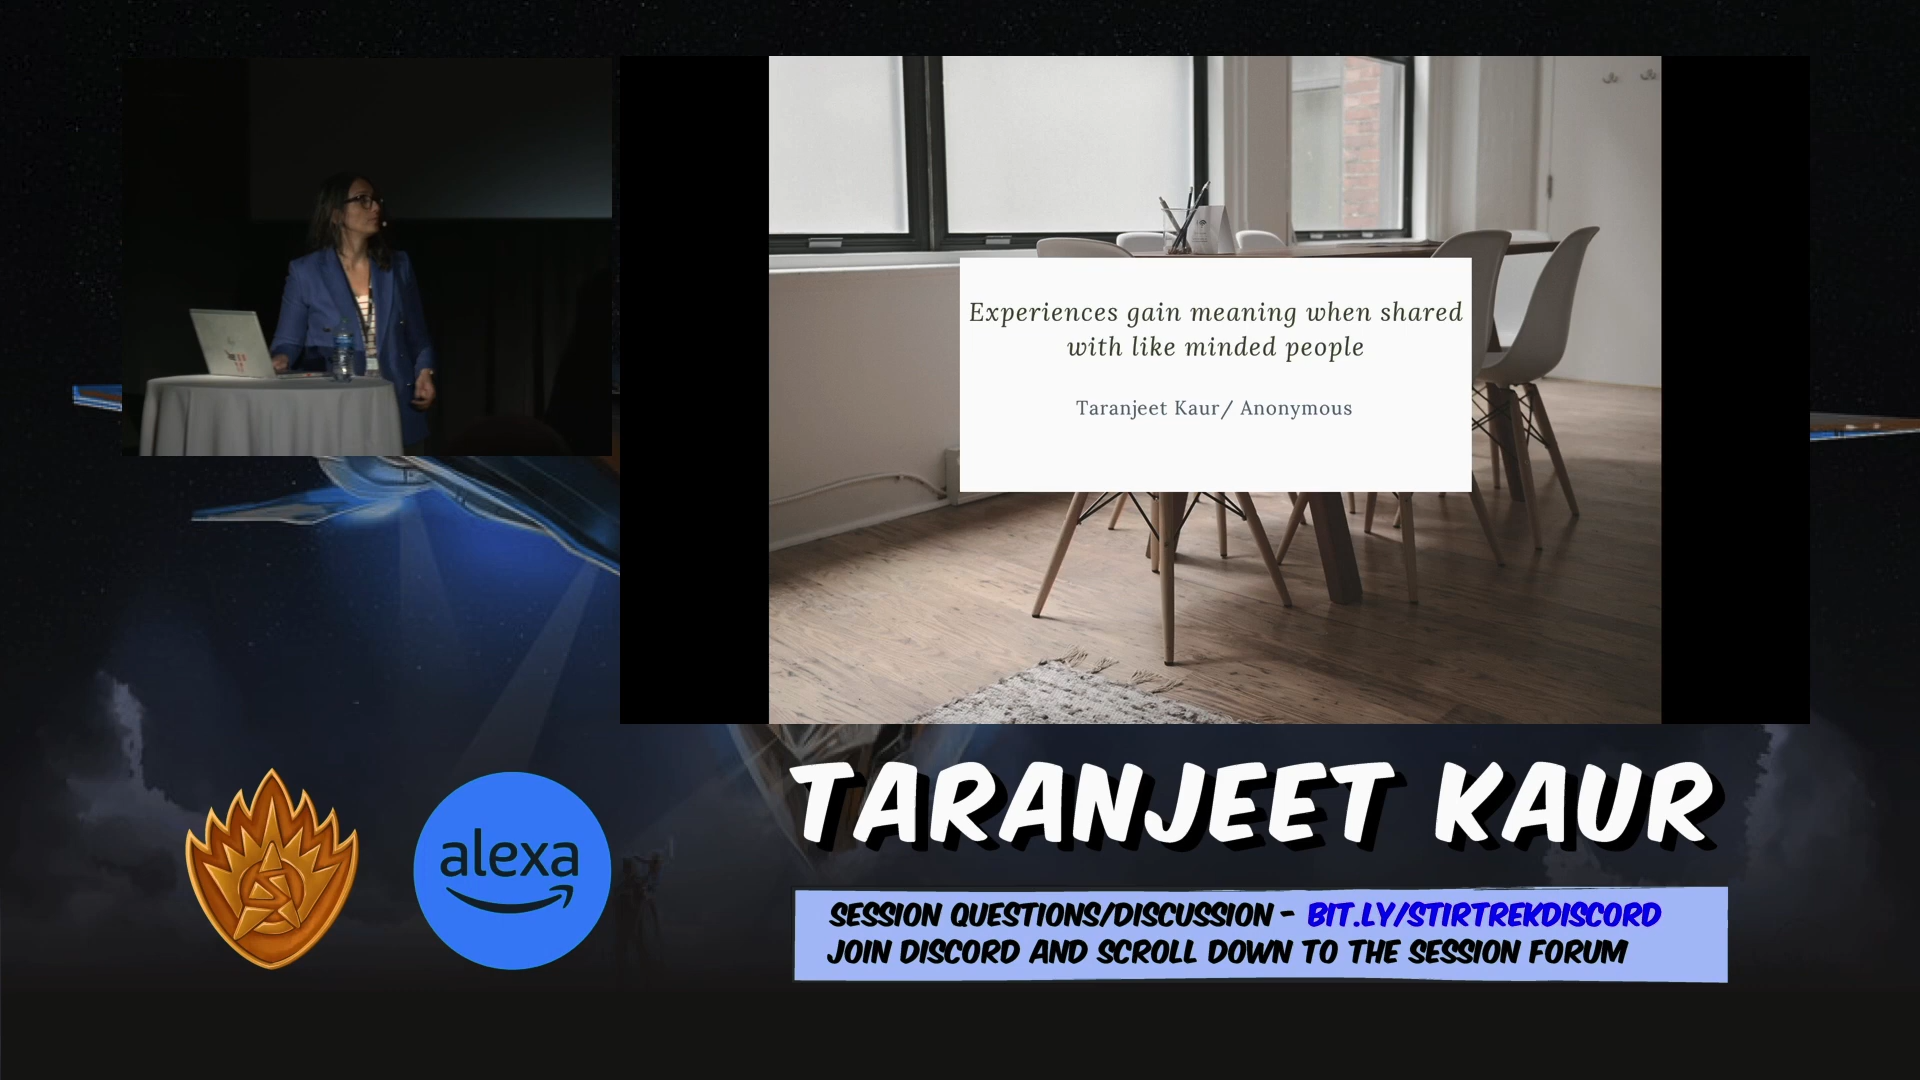 Experiences gain meaning when shared
with like minded people
Taranjeet Kaur/ Anonymous
alexa
TARANJEET KAUR
SESSION QUESTIONS/DISCUSSION - BIT.LY/STIRTREKDISCORD
JOIN DISCORD AND SCROLL DOWN TO THE SESSION FORUM